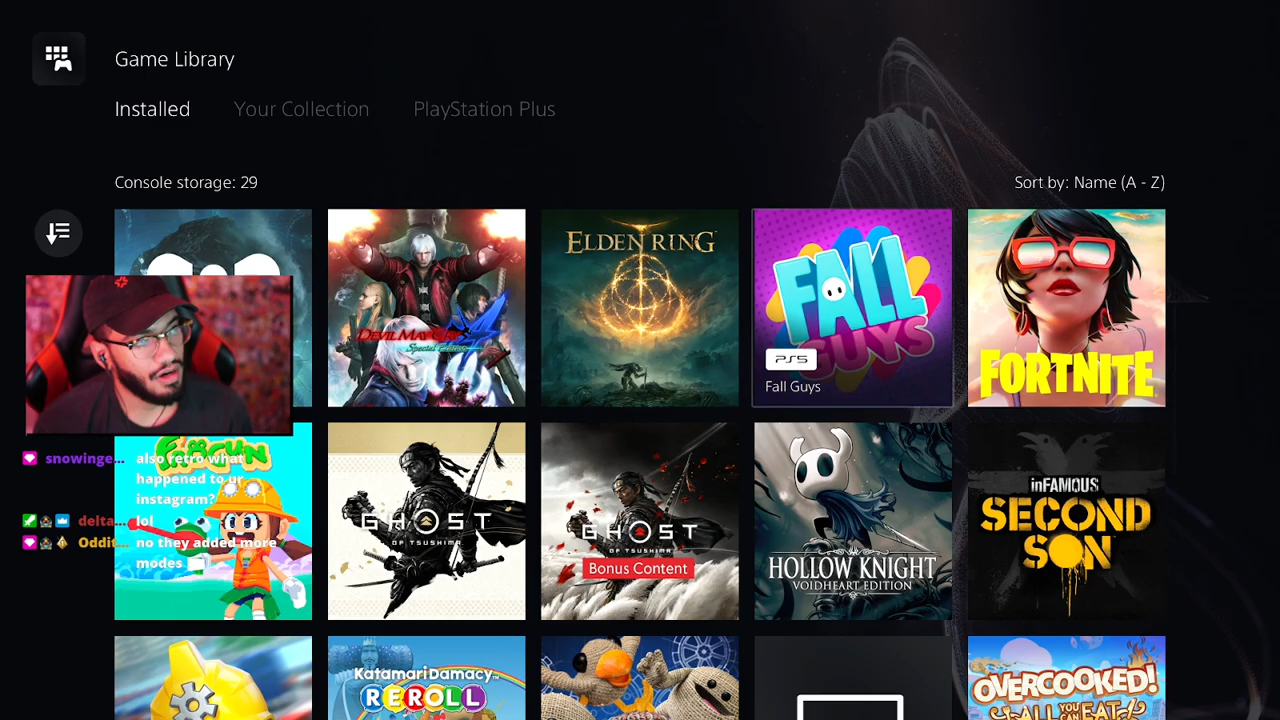 Game Library
Installed
Your Collection
PlayStation Plus
Console storage: 29
Sort by: Name (A - Z)
DEVIL MAY CRY 4
Special Edition
ELDEN RING
FALL
GUYS
PS5
Fall Guys
FORTNITE
snowinge... also retro what
happened to ur
instagram?
delta... lol
Oddit... no they added more
modes
FROGUN
GHOST
OF TSUSHIMA
GHOST
OF TSUSHIMA
Bonus Content
HOLLOW KNIGHT
VOIDHEART EDITION
inFAMOUS
SECOND
SON
KATAMARI DAMACY
REROLL
OVERCOOKED!
ALL YOU CAN EAT